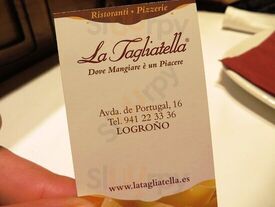 Ristoranti • Pizzerie
La Tagliatella®
Dove Mangiare è un Piacere
Avda. de Portugal, 16
Tel. 941 22 33 36
LOGROÑO
www.latagliatella.es